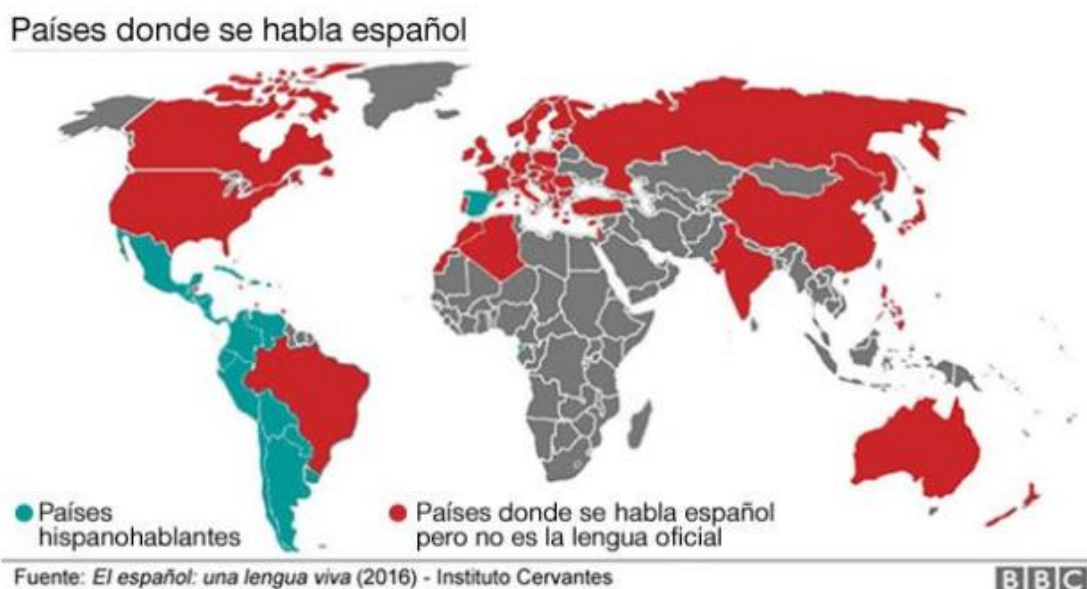 Países donde se habla español
Países
hispanohablantes
Países donde se habla español
pero no es la lengua oficial
Fuente: El español: una lengua viva (2016) - Instituto Cervantes
BBC